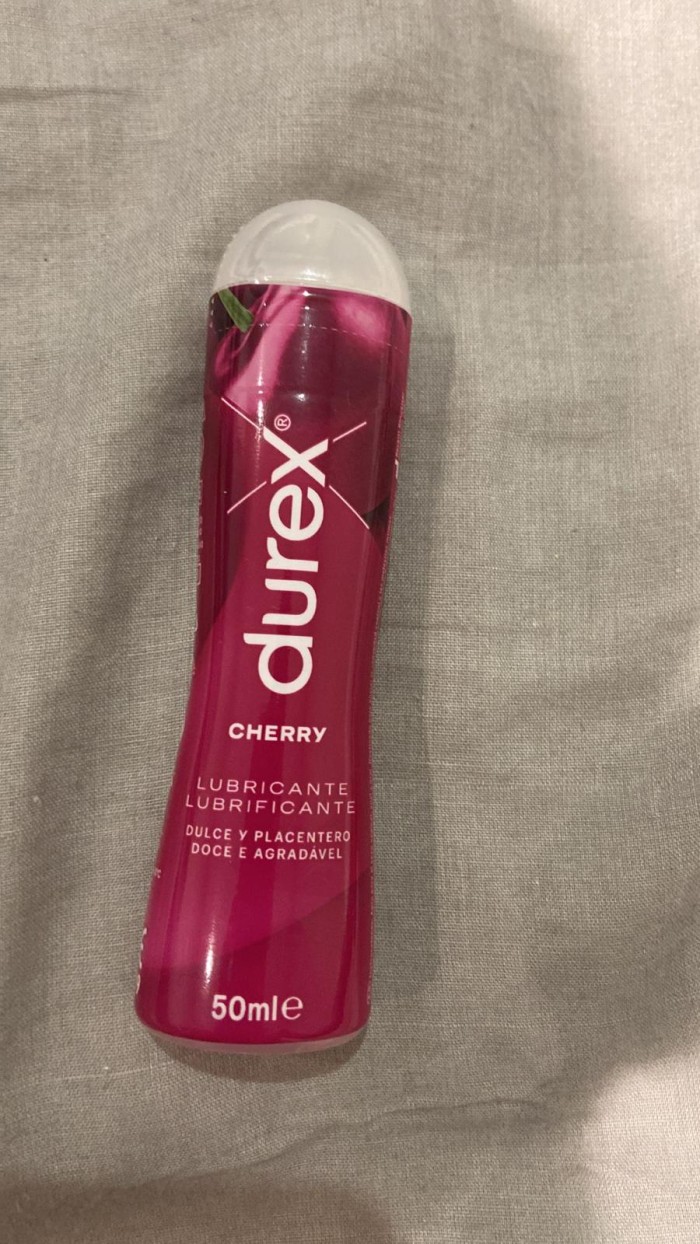 durex®
CHERRY
LUBRICANTE
LUBRIFICANTE
DULCE Y PLACENTERO
DOCE E AGRADÁVEL
50ml℮